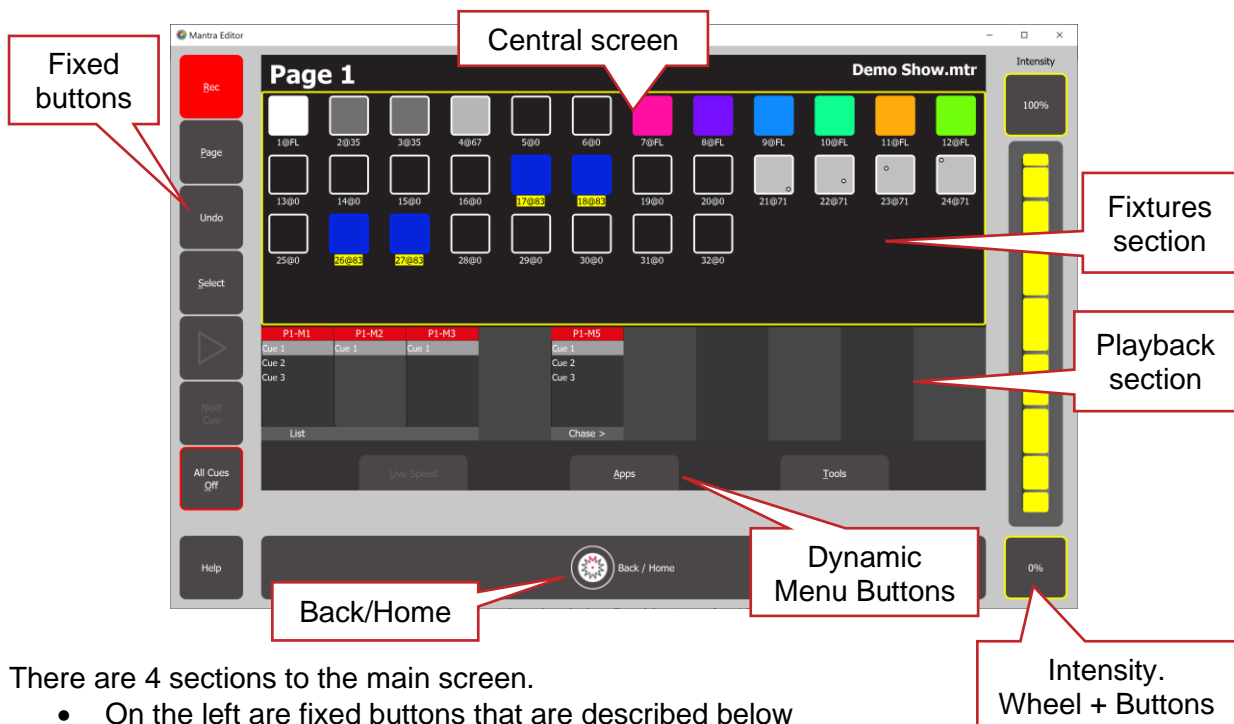 Mantra Editor
Central screen
Fixed
buttons
Intensity
Rec
Page 1
Demo Show.mtr
100%
1@FL 2@35 3@35 4@67 5@0 6@0 7@FL 8@FL 9@FL 10@FL 11@FL 12@FL
Page
13@0 14@0 15@0 16@0 17@83 18@83 19@0 20@0 21@71 22@71 23@71 24@71
Undo
Fixtures
section
25@0 26@83 27@83 28@0 29@0 30@0 31@0 32@0
Select
P1-M1 P1-M2 P1-M3 P1-M5
Cue 1 Cue 1 Cue 1 Cue 1
Cue 2 Cue 2
Cue 3 Cue 3
Playback
section
Next
Cue
List Chase >
All Cues
Off
Live Speed Apps Tools
Help
Back / Home
0%
Dynamic
Menu Buttons
Back/Home
Intensity.
Wheel + Buttons
There are 4 sections to the main screen.
• On the left are fixed buttons that are described below